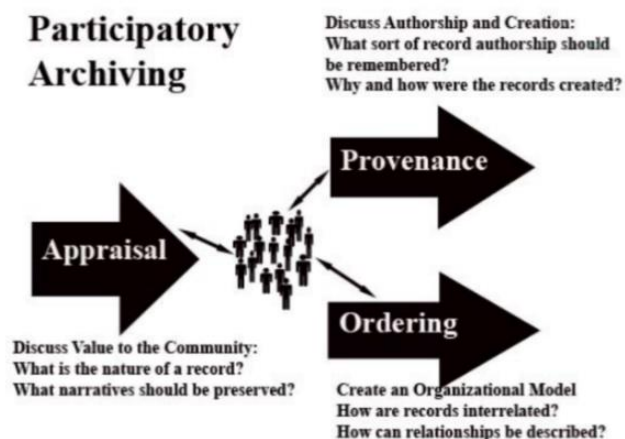 Participatory
Archiving
Discuss Authorship and Creation:
What sort of record authorship should
be remembered?
Why and how were the records created?
Provenance
Appraisal
Ordering
Discuss Value to the Community:
What is the nature of a record?
What narratives should be preserved?
Create an Organizational Model
How are records interrelated?
How can relationships be described?